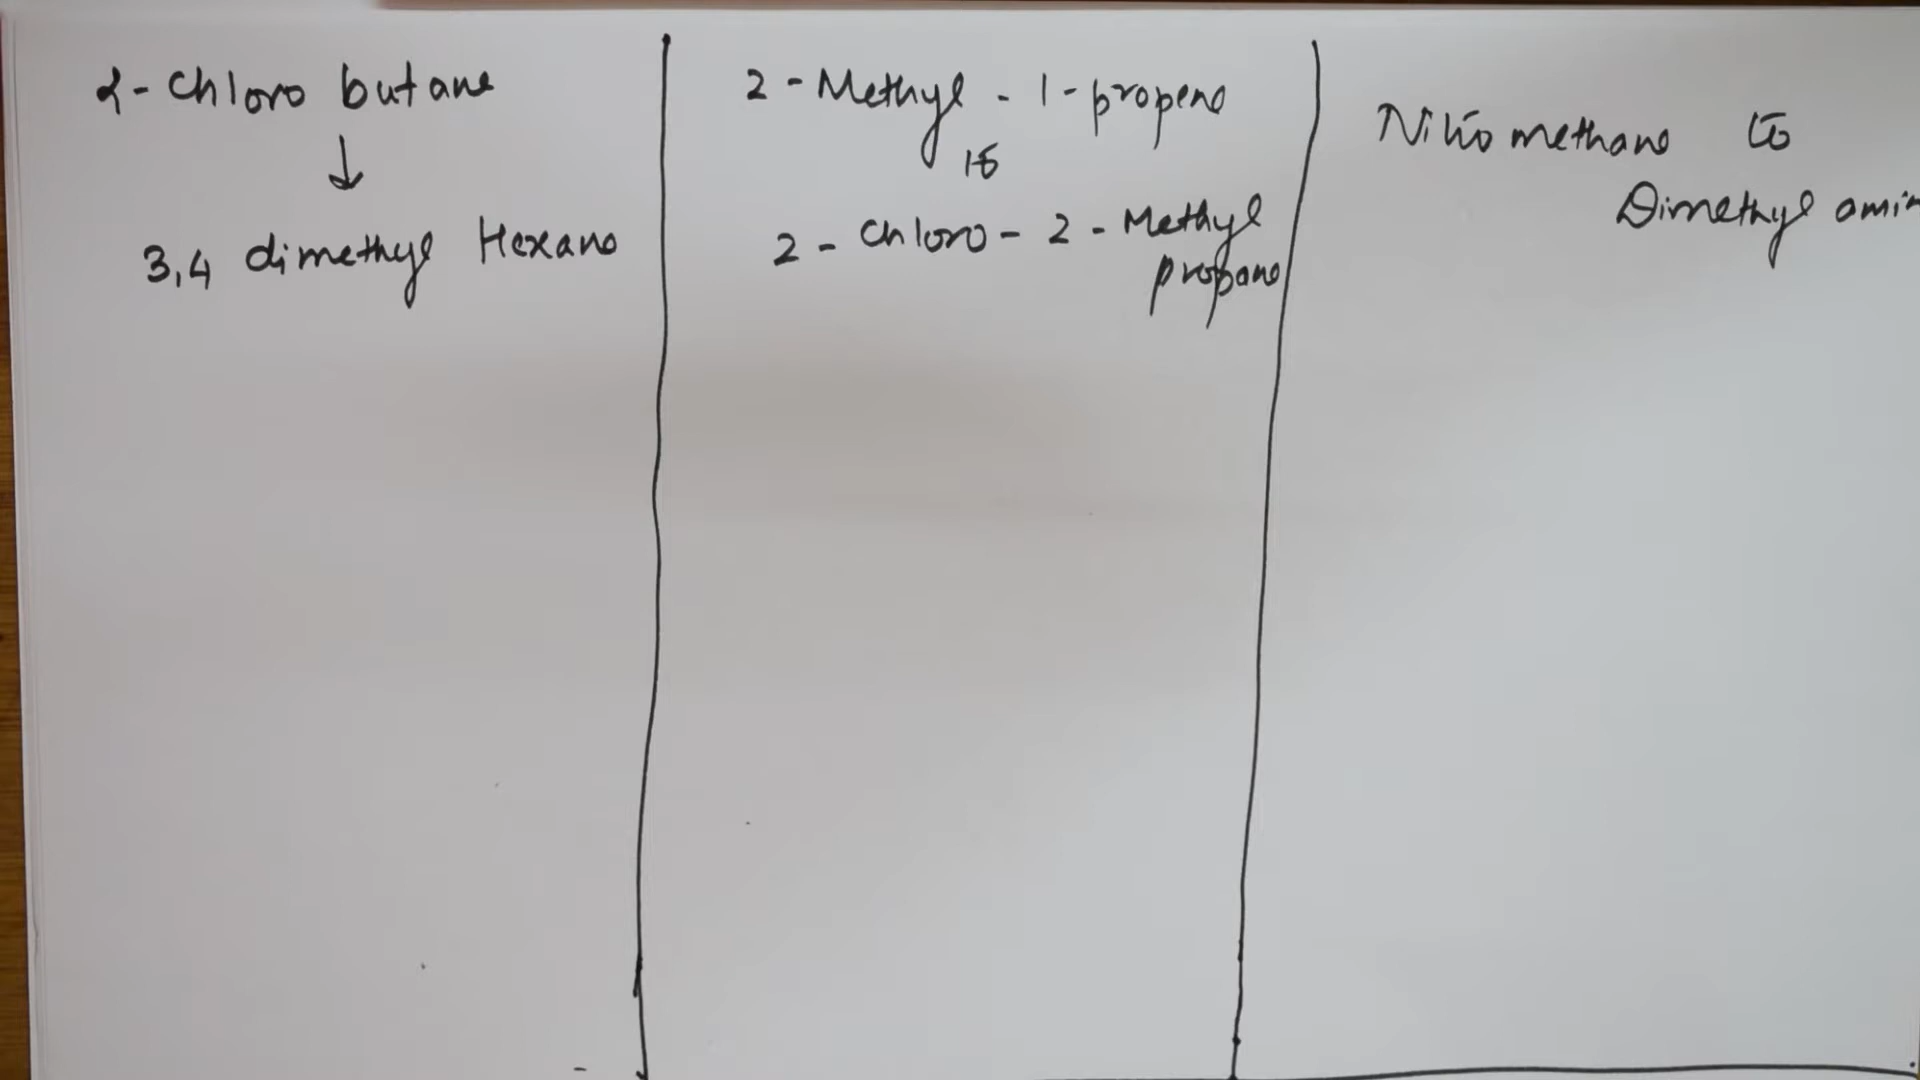 2-Chloro butane
↓
3,4 dimethyl Hexane
2-Methyl-1-propene
to
2-Chloro-2-Methyl
propane
Nitro methane to
Dimethyl amin